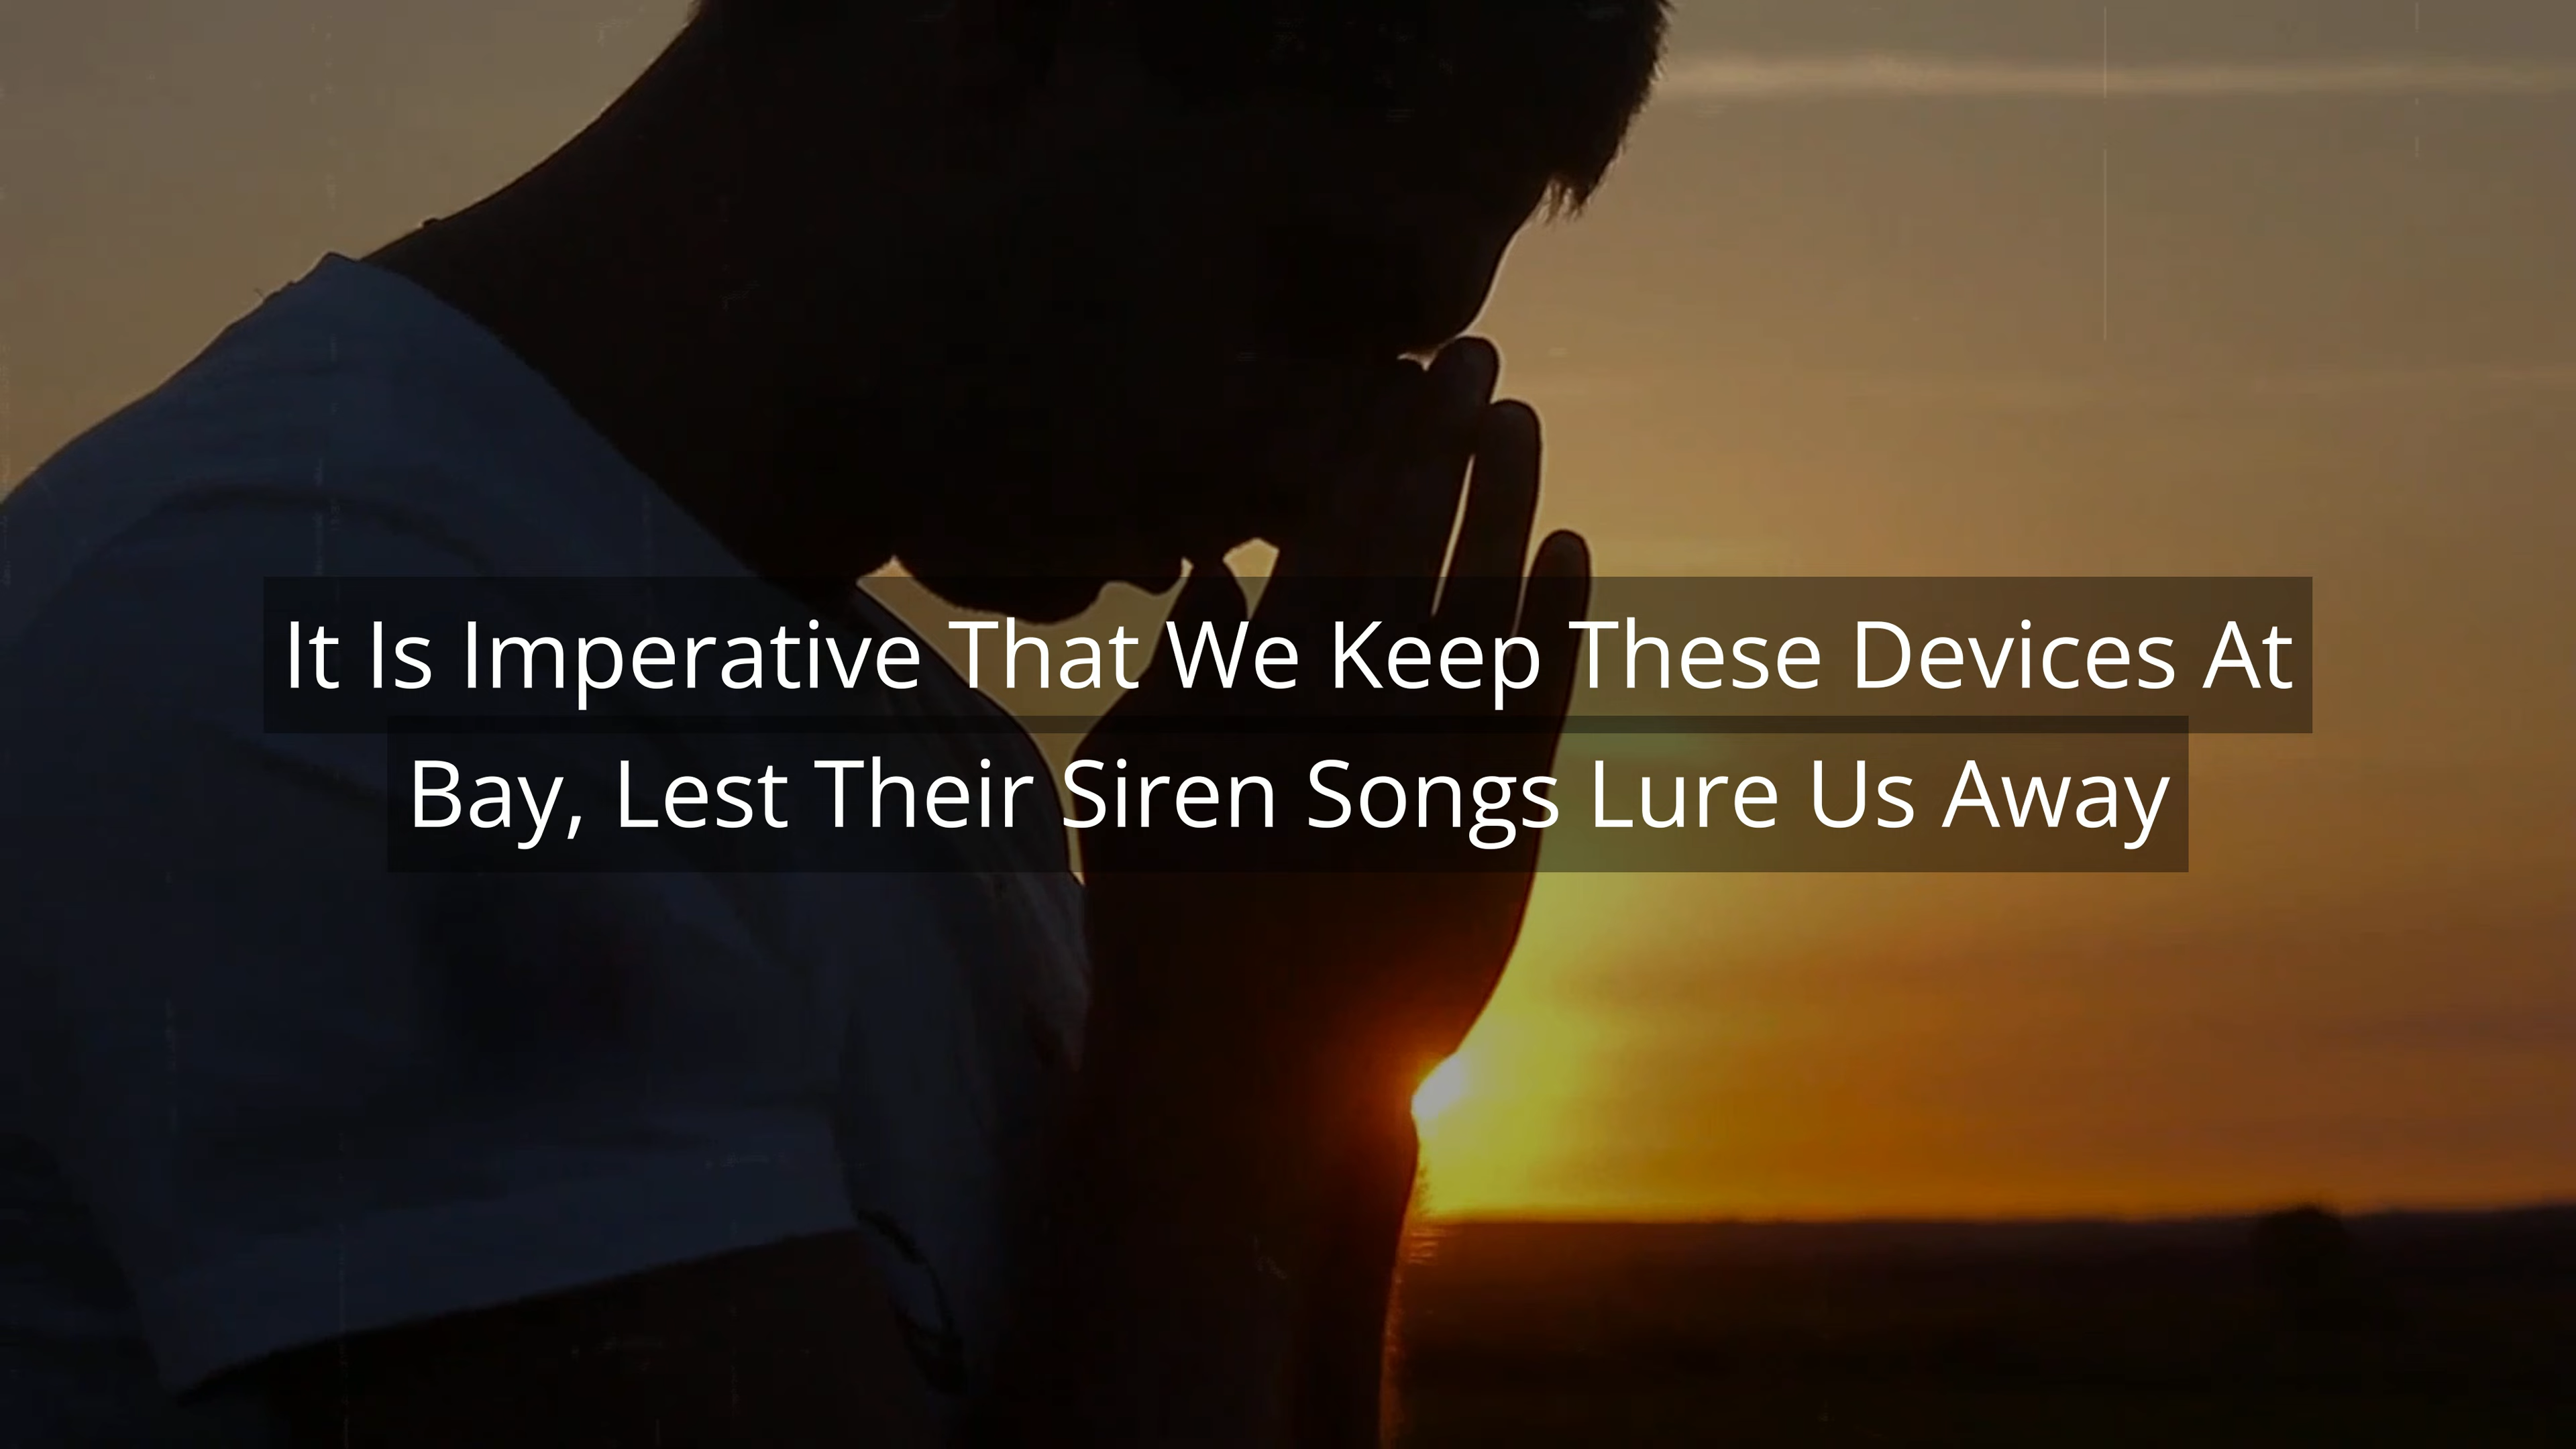 It Is Imperative That We Keep These Devices At
Bay, Lest Their Siren Songs Lure Us Away